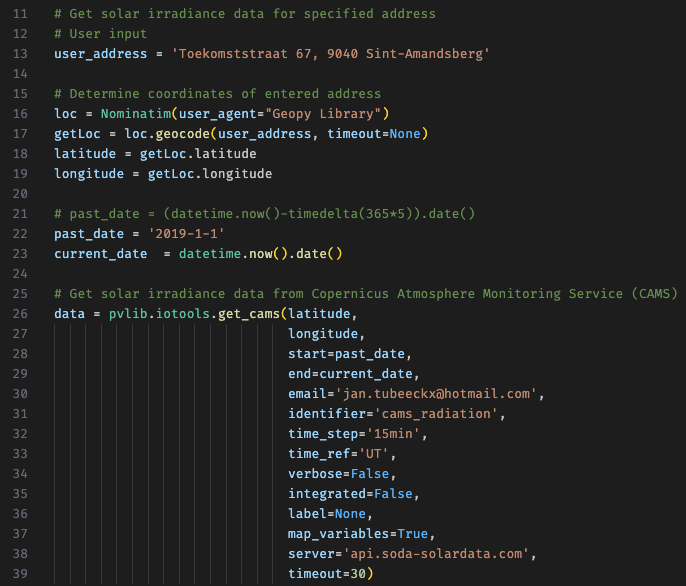 11 # Get solar irradiance data for specified address
12 # User input
13 user_address = 'Toekomststraat 67, 9040 Sint-Amandsberg'
14
15 # Determine coordinates of entered address
16 loc = Nominatim(user_agent="Geopy Library")
17 getLoc = loc.geocode(user_address, timeout=None)
18 latitude = getLoc.latitude
19 longitude = getLoc.longitude
20
21 # past_date = (datetime.now()-timedelta(365*5)).date()
22 past_date = '2019-1-1'
23 current_date  = datetime.now().date()
24
25 # Get solar irradiance data from Copernicus Atmosphere Monitoring Service (CAMS)
26 data = pvlib.iotools.get_cams(latitude,
27 longitude,
28 start=past_date,
29 end=current_date,
30 email='jan.tubeeckx@hotmail.com',
31 identifier='cams_radiation',
32 time_step='15min',
33 time_ref='UT',
34 verbose=False,
35 integrated=False,
36 label=None,
37 map_variables=True,
38 server='api.soda-solardata.com',
39 timeout=30)